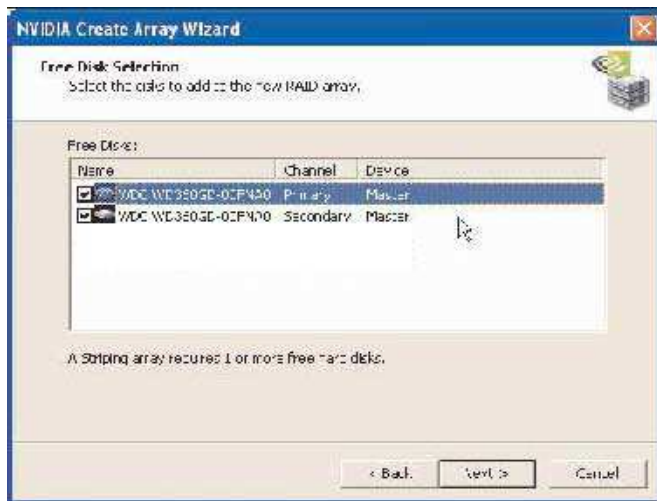 NVIDIA Create Array Wizard
Free Disk Selection
Select the disks to add to the new RAID array.
Free Disks:
Name Channel Device
WDC Primary Master
WDC Secondary Master
A Striping array requires 1 or more free hard disks.
< Back Next > Cancel